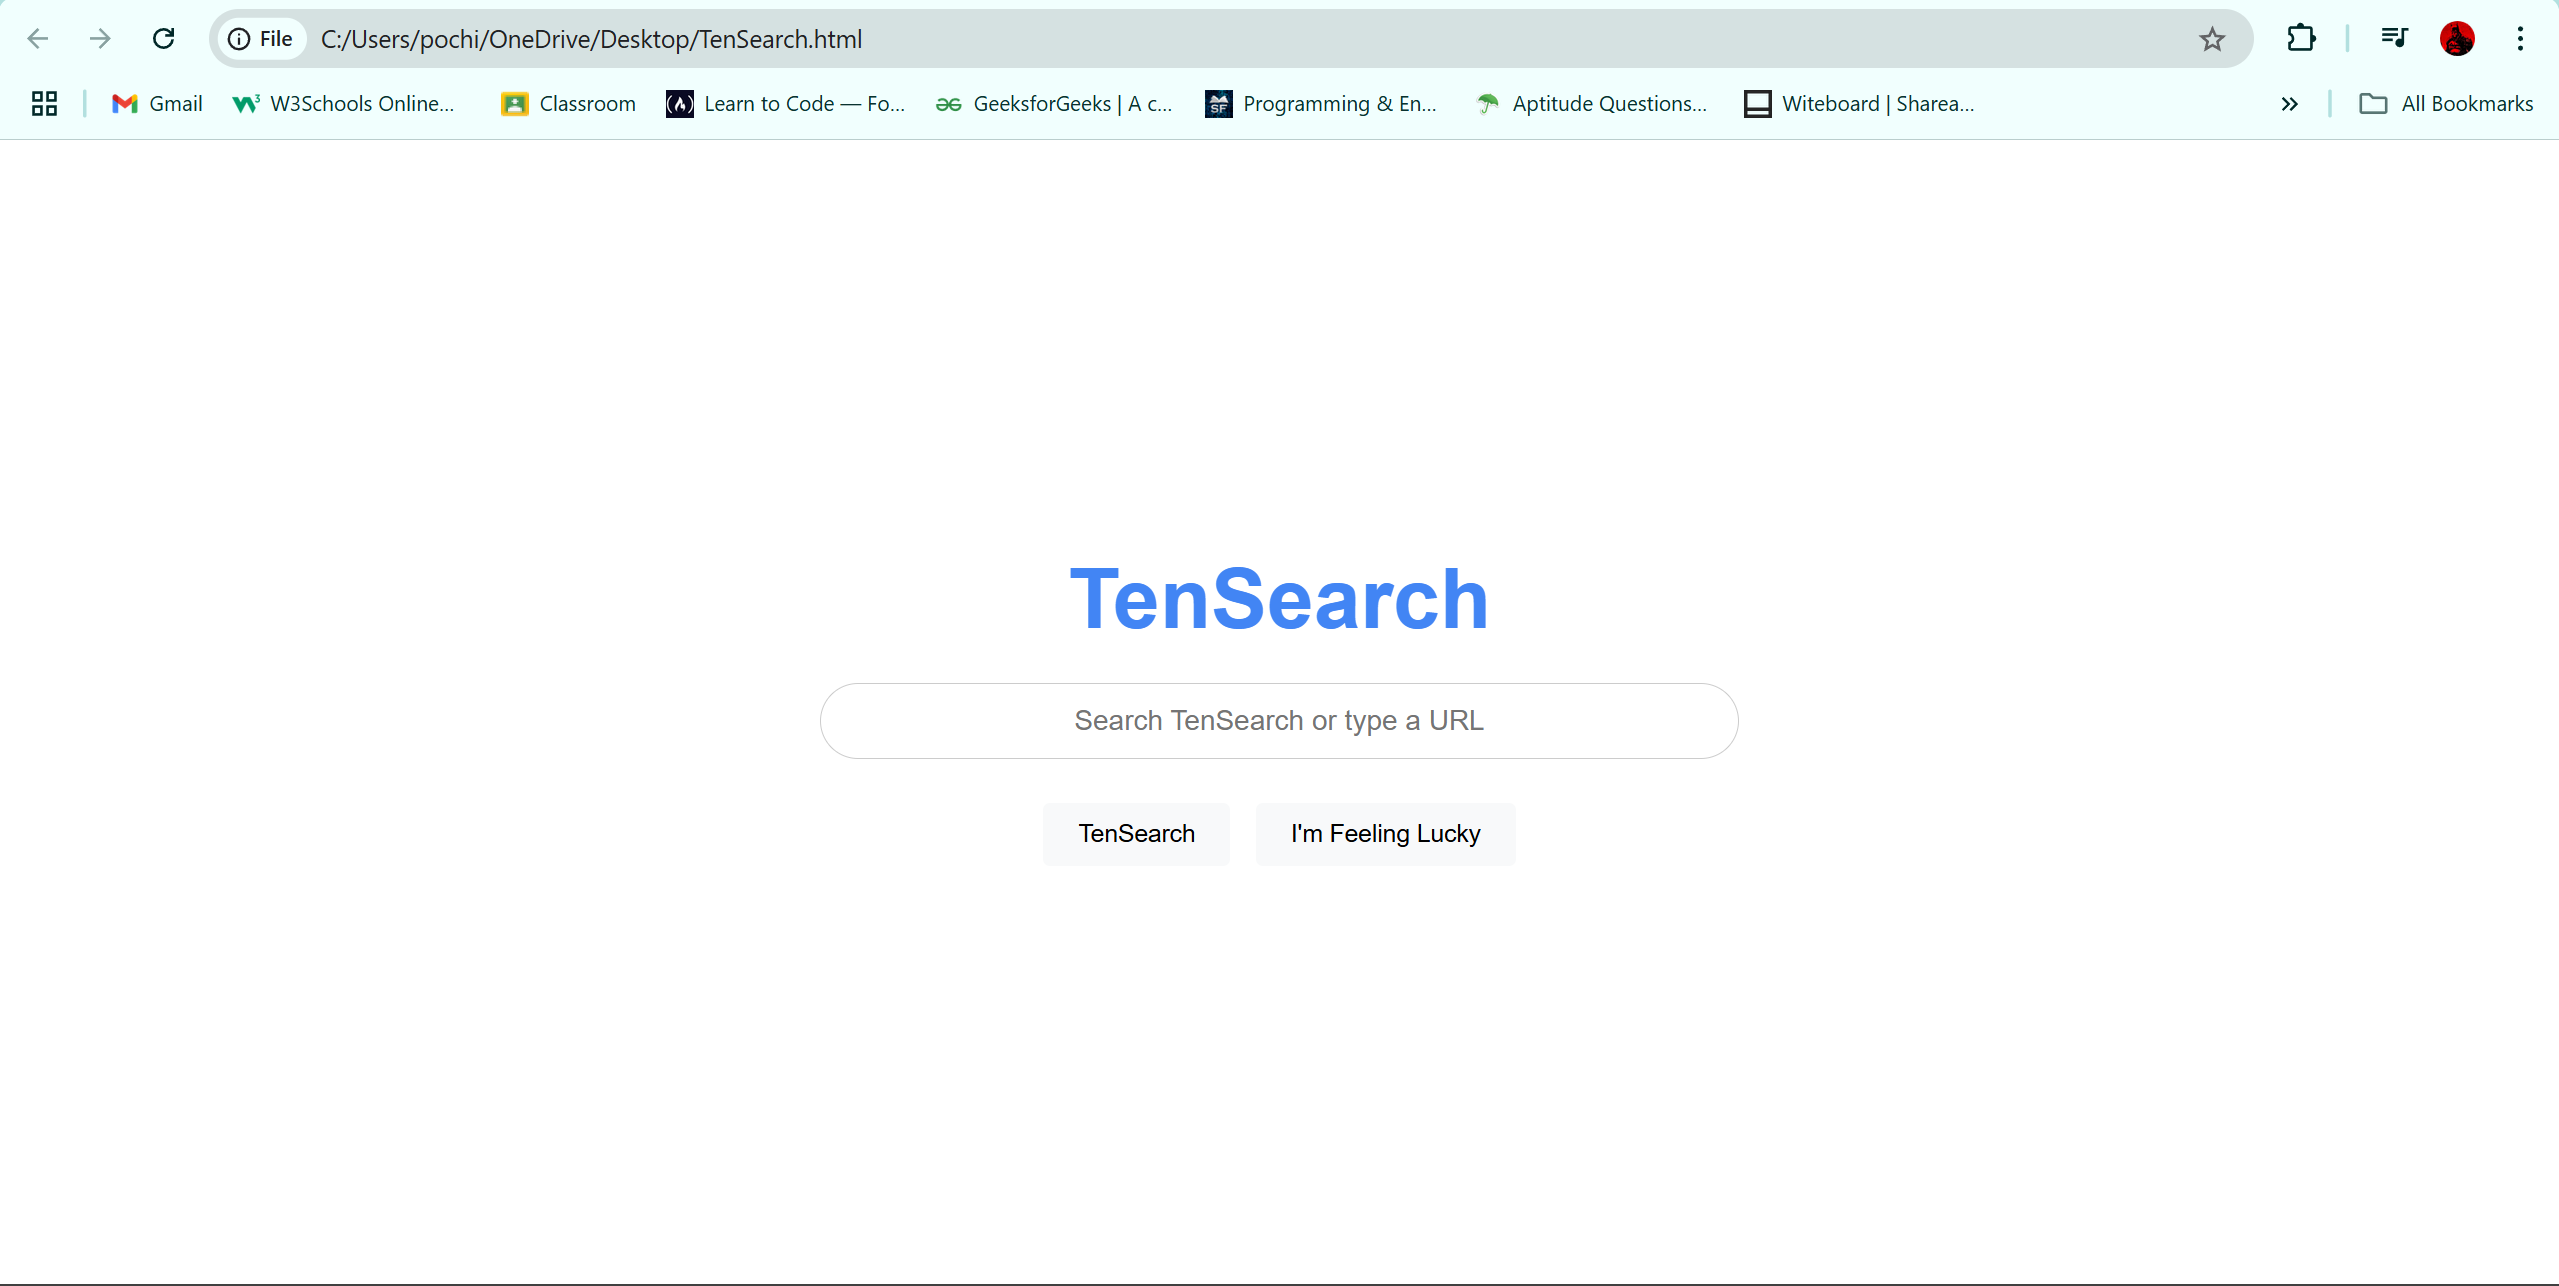 File C:/Users/pochi/OneDrive/Desktop/TenSearch.html
Gmail W3Schools Online... Classroom Learn to Code — Fo... GeeksforGeeks | A c... Programming & En... Aptitude Questions... Witeboard | Sharea... All Bookmarks
TenSearch
Search TenSearch or type a URL
TenSearch I'm Feeling Lucky